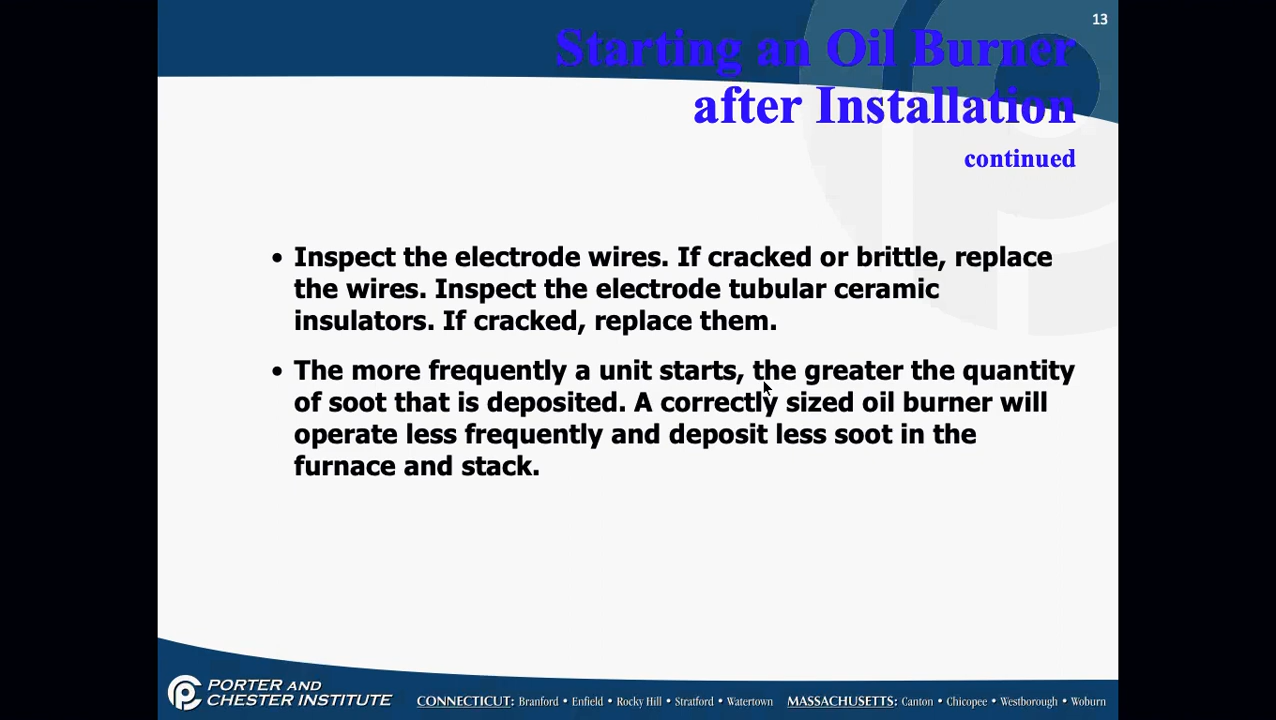 13
Starting an Oil Burner
after Installation
continued
• Inspect the electrode wires. If cracked or brittle, replace
the wires. Inspect the electrode tubular ceramic
insulators. If cracked, replace them.
• The more frequently a unit starts, the greater the quantity
of soot that is deposited. A correctly sized oil burner will
operate less frequently and deposit less soot in the
furnace and stack.
PORTER AND
CHESTER INSTITUTE
CONNECTICUT: Branford • Enfield • Rocky Hill • Stratford • Watertown MASSACHUSETTS: Canton • Chicopee • Westborough • Woburn